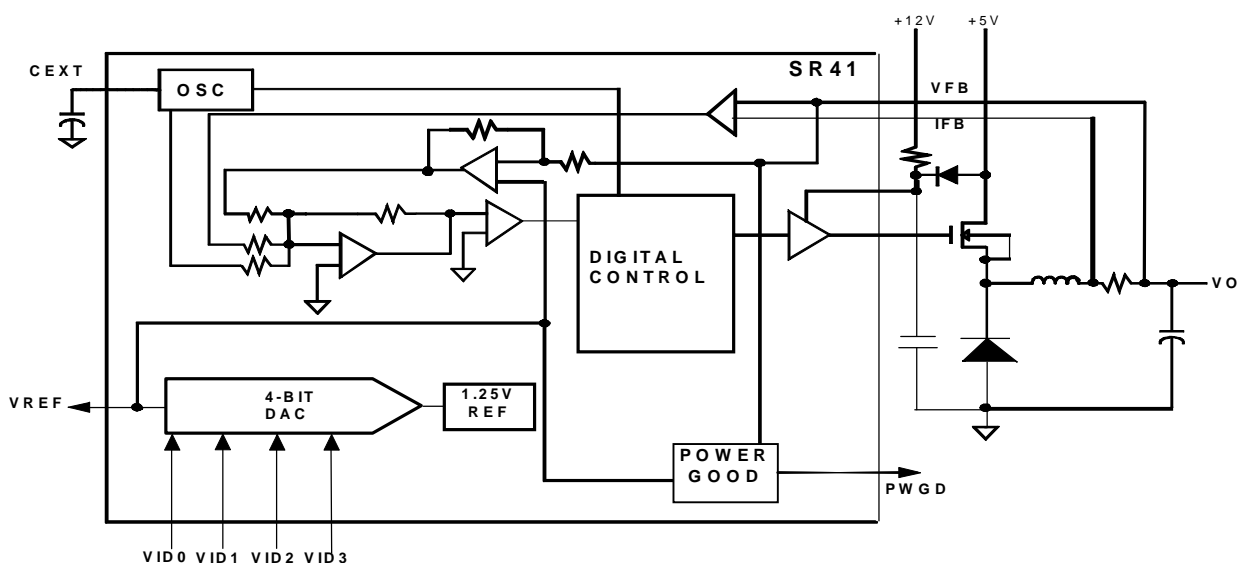 +12V
+5V
SR41
CEXT
OSC
VFB
IFB
DIGITAL
CONTROL
VO
4-BIT
DAC
1.25V
REF
VREF
POWER
GOOD
PWGD
VID0 VID1 VID2 VID3